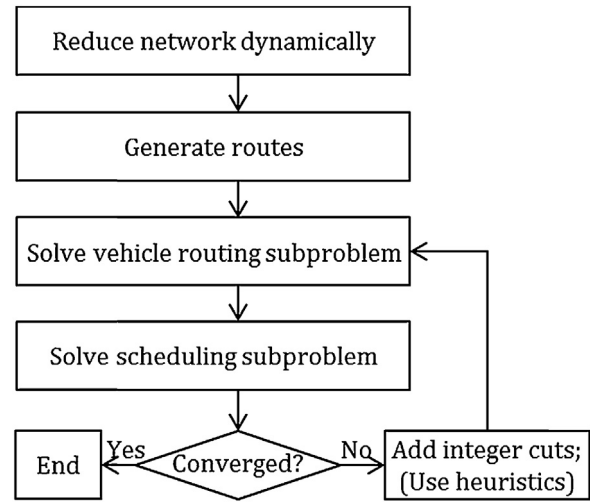 Reduce network dynamically
Generate routes
Solve vehicle routing subproblem
Solve scheduling subproblem
End
Yes
Converged?
No
Add integer cuts;
(Use heuristics)